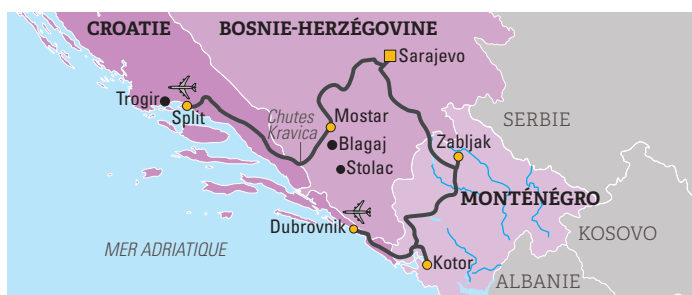 CROATIE
BOSNIE-HERZÉGOVINE
Sarajevo
Trogir
Split
Chutes
Kravica
Mostar
Blagaj
Stolac
SERBIE
Zabljak
MONTÉNÉGRO
Dubrovnik
KOSOVO
MER ADRIATIQUE
Kotor
ALBANIE